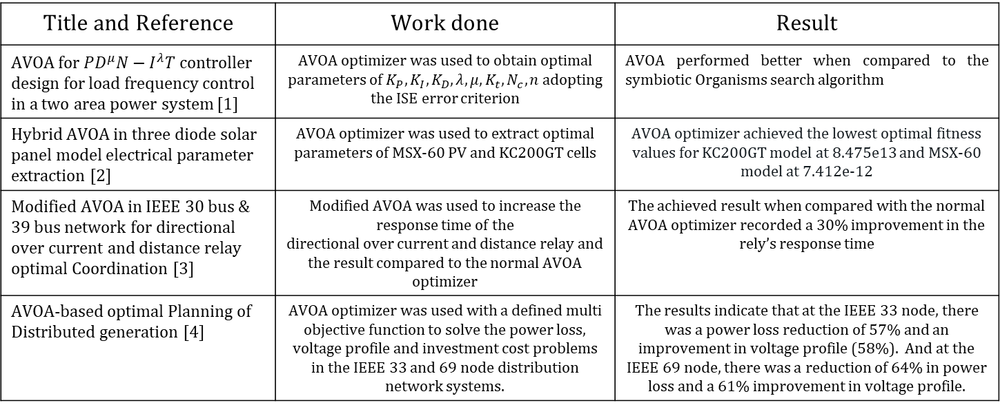 Title and Reference
Work done
Result
AVOA for 𝑃𝐷^𝜇𝑁 − 𝐼^𝜆𝑇 controller
design for load frequency control
in a two area power system [1]
AVOA optimizer was used to obtain optimal
parameters of 𝐾_𝑃, 𝐾_𝐼, 𝐾_𝐷, 𝜆, 𝜇, 𝐾_𝑡, 𝑁_𝑐, 𝑛 adopting
the ISE error criterion
AVOA performed better when compared to the
symbiotic Organisms search algorithm
Hybrid AVOA in three diode solar
panel model electrical parameter
extraction [2]
AVOA optimizer was used to extract optimal
parameters of MSX-60 PV and KC200GT cells
AVOA optimizer achieved the lowest optimal fitness
values for KC200GT model at 8.475e13 and MSX-60
model at 7.412e-12
Modified AVOA in IEEE 30 bus &
39 bus network for directional
over current and distance relay
optimal Coordination [3]
Modified AVOA was used to increase the
response time of the
directional over current and distance relay and
the result compared to the normal AVOA
optimizer
The achieved result when compared with the normal
AVOA optimizer recorded a 30% improvement in the
rely’s response time
AVOA-based optimal Planning of
Distributed generation [4]
AVOA optimizer was used with a defined multi
objective function to solve the power loss,
voltage profile and investment cost problems
in the IEEE 33 and 69 node distribution
network systems.
The results indicate that at the IEEE 33 node, there
was a power loss reduction of 57% and an
improvement in voltage profile (58%). And at the
IEEE 69 node, there was a reduction of 64% in power
loss and a 61% improvement in voltage profile.